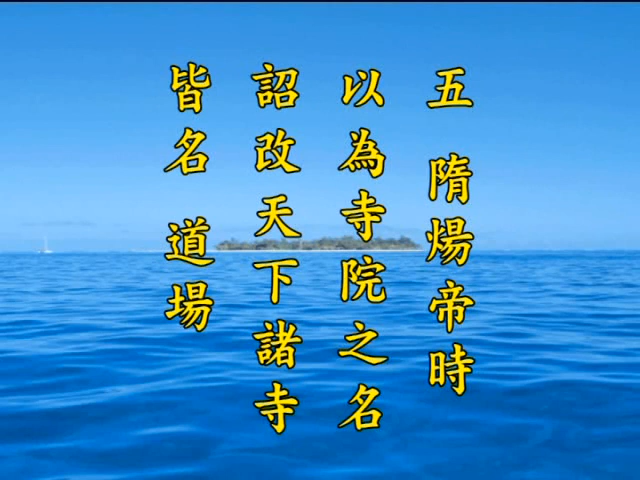 五 隋煬帝時
以為寺院之名
詔改天下諸寺
皆名 道場